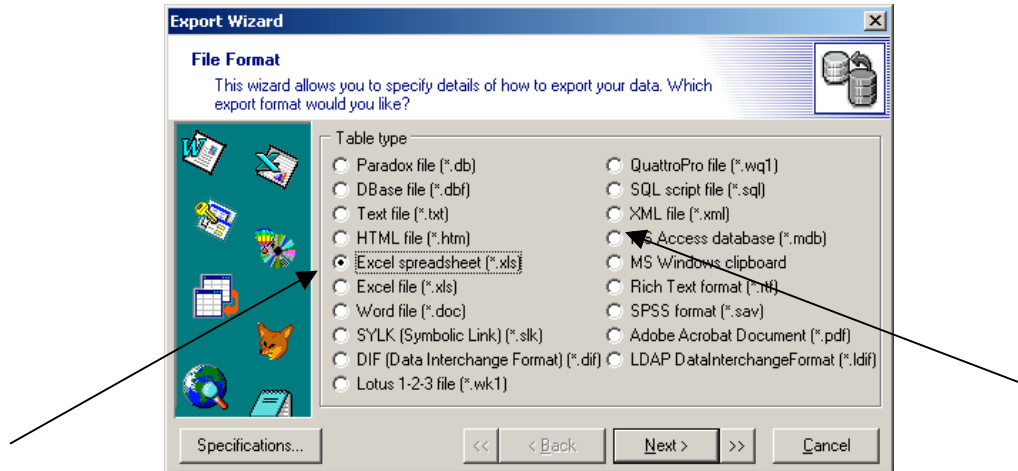 Export Wizard
File Format
This wizard allows you to specify details of how to export your data. Which
export format would you like?
Table type
Paradox file (*.db)
DBase file (*.dbf)
Text file (*.txt)
HTML file (*.htm)
Excel spreadsheet (*.xls)
Excel file (*.xls)
Word file (*.doc)
SYLK (Symbolic Link) (*.slk)
DIF (Data Interchange Format) (*.dif)
Lotus 1-2-3 file (*.wk1)
QuattroPro file (*.wq1)
SQL script file (*.sql)
XML file (*.xml)
MS Access database (*.mdb)
MS Windows clipboard
Rich Text format (*.rtf)
SPSS format (*.sav)
Adobe Acrobat Document (*.pdf)
LDAP DataInterchangeFormat (*.ldif)
Specifications...
<<
< Back
Next >
>>
Cancel